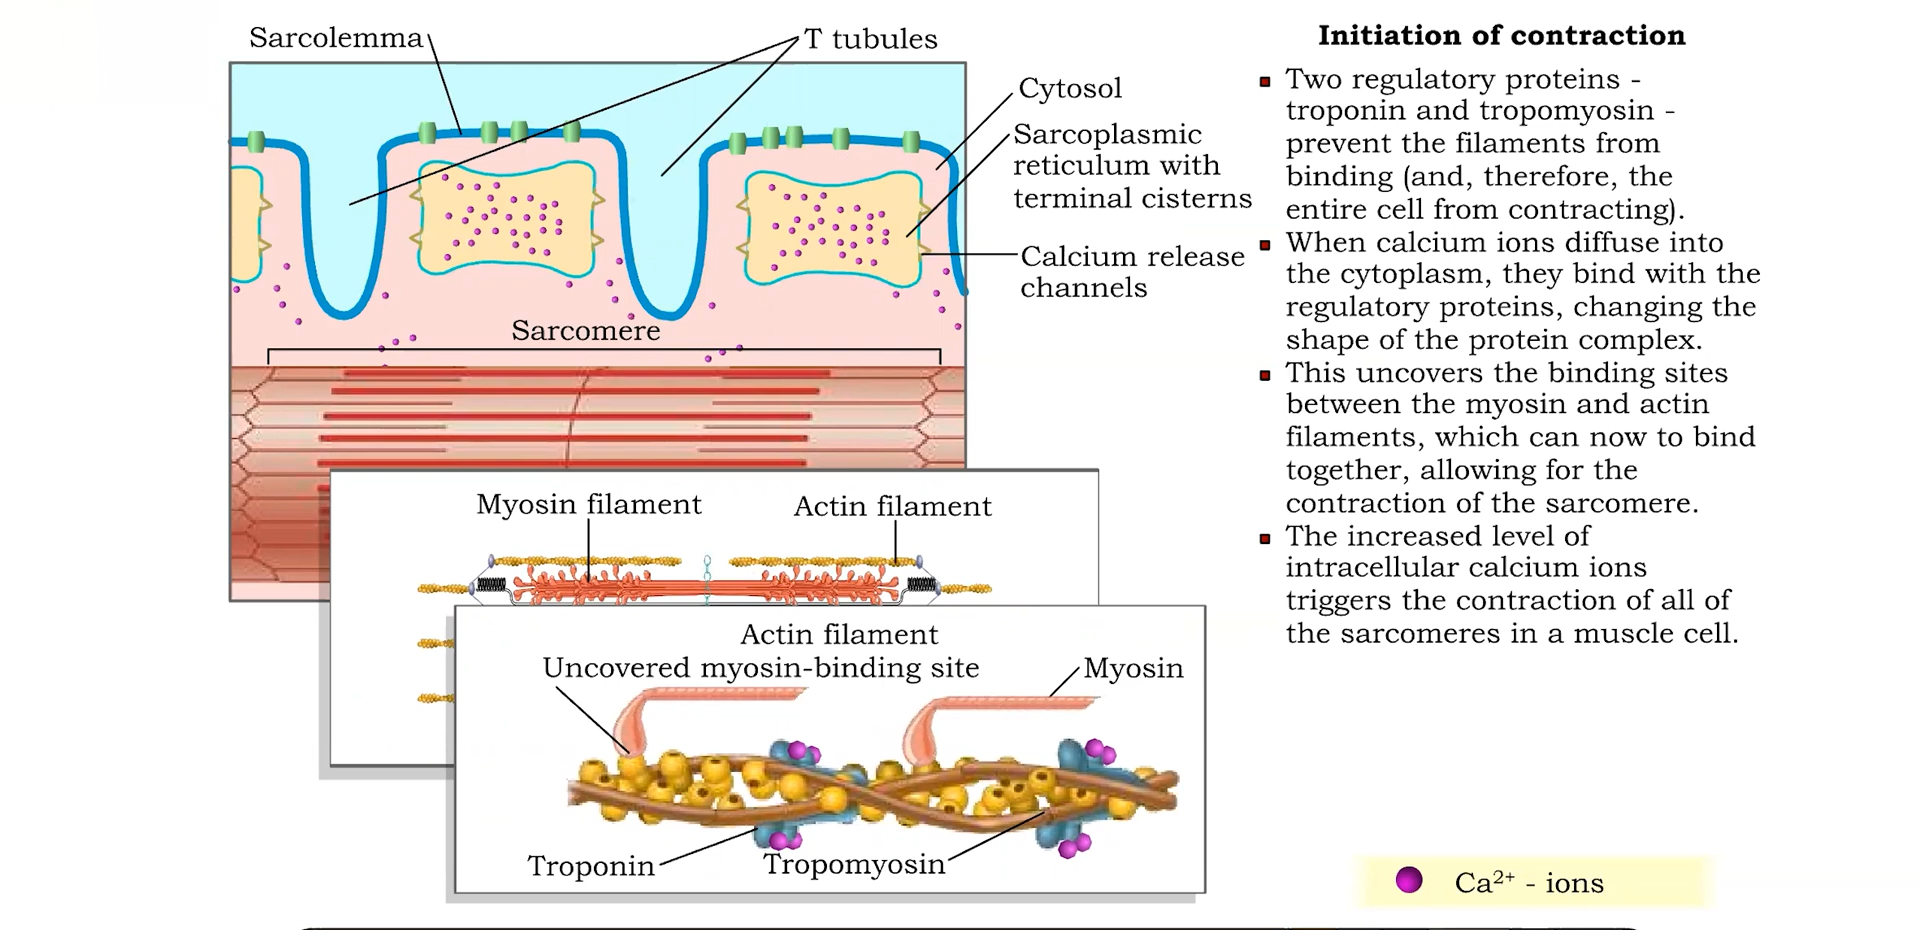 Sarcolemma
T tubules
Cytosol
Sarcoplasmic
reticulum with
terminal cisterns
Calcium release
channels
Sarcomere
Myosin filament
Actin filament
Actin filament
Uncovered myosin-binding site
Myosin
Troponin
Tropomyosin
Initiation of contraction
▪ Two regulatory proteins -
troponin and tropomyosin -
prevent the filaments from
binding (and, therefore, the
entire cell from contracting).
▪ When calcium ions diffuse into
the cytoplasm, they bind with the
regulatory proteins, changing the
shape of the protein complex.
▪ This uncovers the binding sites
between the myosin and actin
filaments, which can now to bind
together, allowing for the
contraction of the sarcomere.
▪ The increased level of
intracellular calcium ions
triggers the contraction of all of
the sarcomeres in a muscle cell.
Ca²⁺ - ions